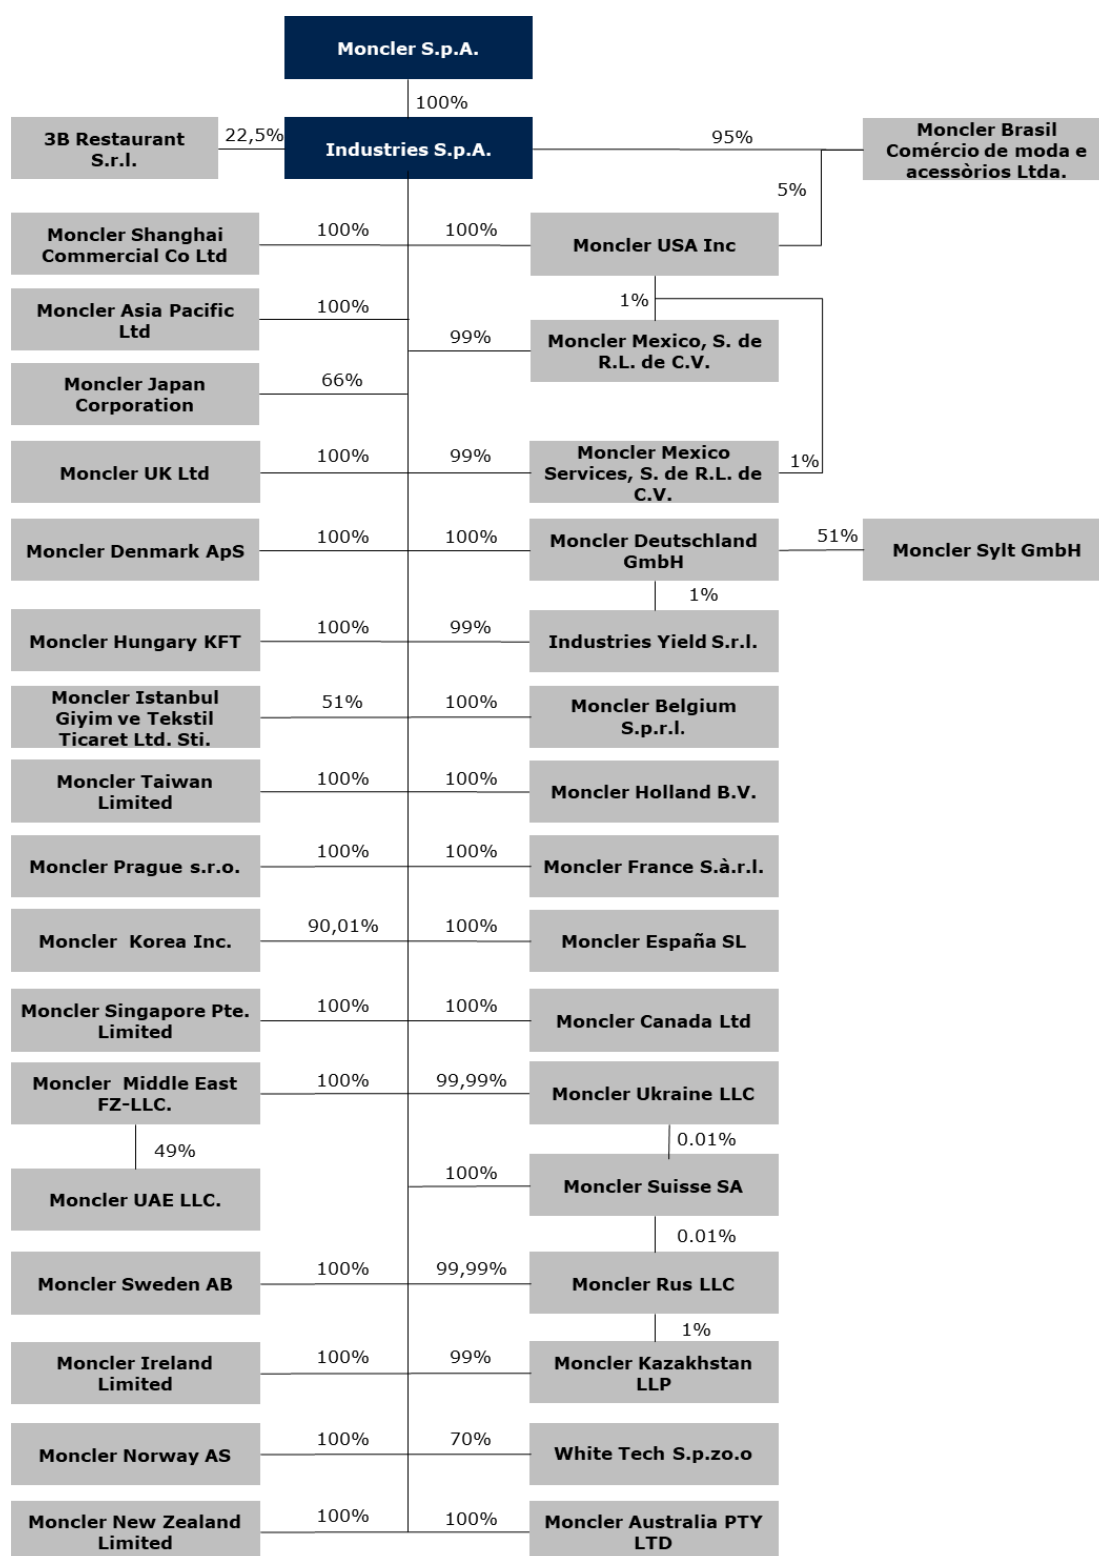 Moncler S.p.A.
100%
3B Restaurant
S.r.l.
22,5%
Industries S.p.A.
95%
Moncler Brasil
Comércio de moda e
acessòrios Ltda.
5%
Moncler Shanghai
Commercial Co Ltd
100%
100%
Moncler USA Inc
1%
Moncler Asia Pacific
Ltd
100%
99%
Moncler Mexico, S. de
R.L. de C.V.
Moncler Japan
Corporation
66%
Moncler UK Ltd
100%
99%
Moncler Mexico
Services, S. de R.L. de
C.V.
1%
Moncler Denmark ApS
100%
100%
Moncler Deutschland
GmbH
51%
Moncler Sylt GmbH
1%
Moncler Hungary KFT
100%
99%
Industries Yield S.r.l.
Moncler Istanbul
Giyim ve Tekstil
Ticaret Ltd. Sti.
51%
100%
Moncler Belgium
S.p.r.l.
Moncler Taiwan
Limited
100%
100%
Moncler Holland B.V.
Moncler Prague s.r.o.
100%
100%
Moncler France S.à.r.l.
Moncler  Korea Inc.
90,01%
100%
Moncler España SL
Moncler Singapore Pte.
Limited
100%
100%
Moncler Canada Ltd
Moncler  Middle East
FZ-LLC.
100%
99,99%
Moncler Ukraine LLC
49%
0.01%
Moncler UAE LLC.
100%
Moncler Suisse SA
0.01%
Moncler Sweden AB
100%
99,99%
Moncler Rus LLC
1%
Moncler Ireland
Limited
100%
99%
Moncler Kazakhstan
LLP
Moncler Norway AS
100%
70%
White Tech S.p.zo.o
Moncler New Zealand
Limited
100%
100%
Moncler Australia PTY
LTD